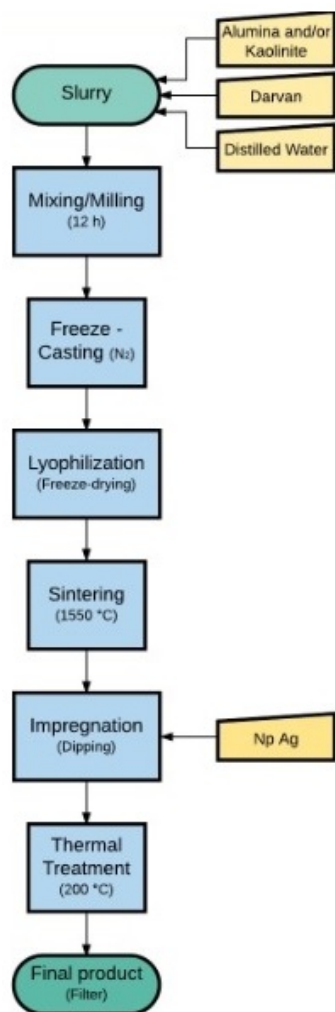 Alumina and/or
Kaolinite
Slurry
Darvan
Distilled Water
Mixing/Milling
(12 h)
Freeze -
Casting (N₂)
Lyophilization
(Freeze-drying)
Sintering
(1550 °C)
Impregnation
(Dipping)
Np Ag
Thermal
Treatment
(200 °C)
Final product
(Filter)